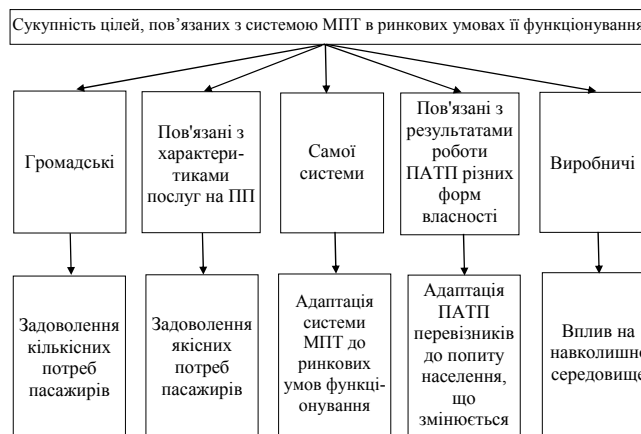 Сукупність цілей, пов’язаних з системою МПТ в ринкових умовах її функціонування
Громадські
Пов'язані з
характери-
тиками
послуг на ПП
Самої
системи
Пов'язані з
результатами
роботи
ПАТП різних
форм
власності
Виробничі
Задоволення
кількісних
потреб
пасажирів
Задоволення
якісних
потреб
пасажирів
Адаптація
системи
МПТ до
ринкових
умов функці-
онування
Адаптація
ПАТП
перевізників
до попиту
населення,
що
змінюється
Вплив на
навколишнє
середовище